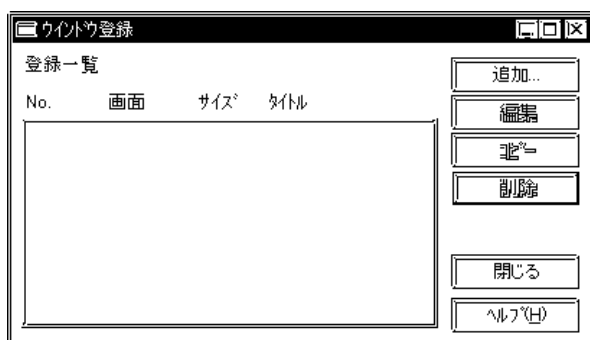 ｳｲﾝﾄﾞｳ登録
登録一覧
No. 画面 ｻｲｽﾞ ﾀｲﾄﾙ
追加...
編集
ｺﾋﾟｰ
削除
閉じる
ﾍﾙﾌﾟ(H)